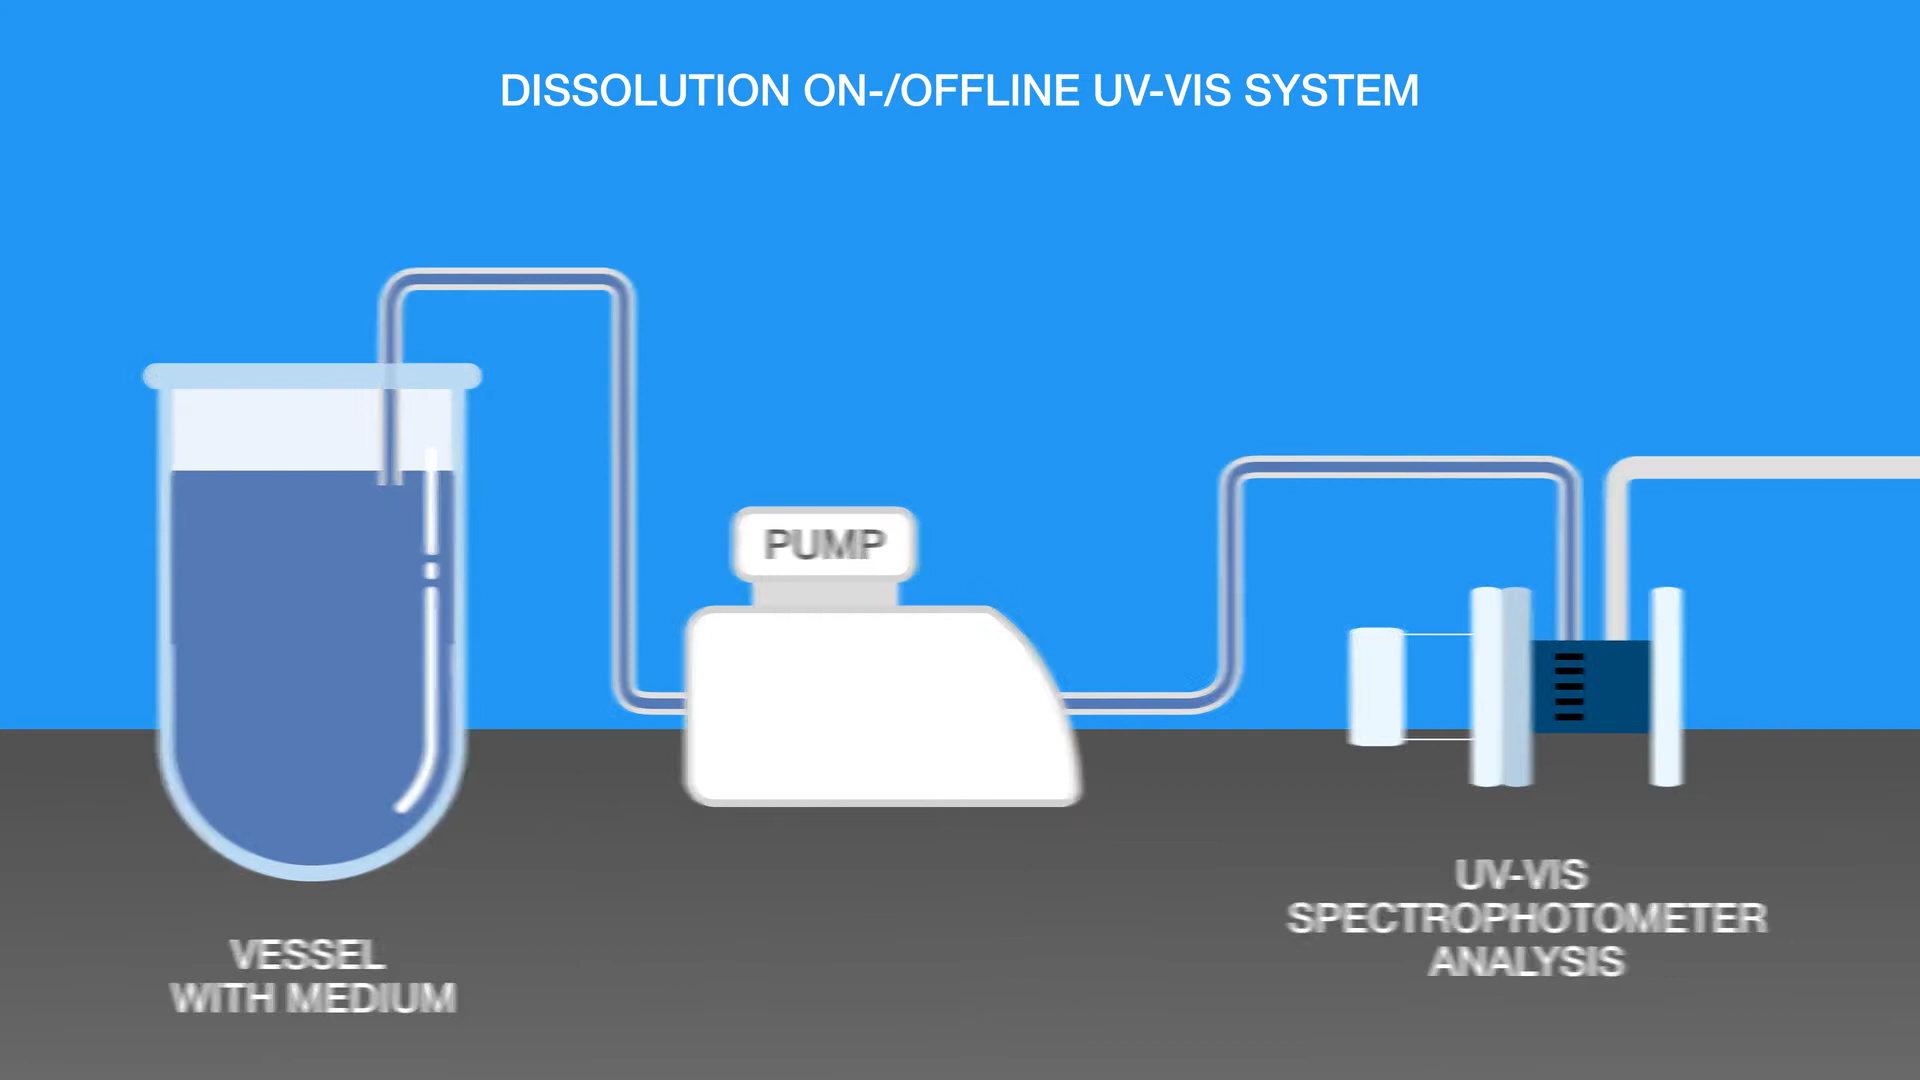 DISSOLUTION ON-/OFFLINE UV-VIS SYSTEM
PUMP
VESSEL
WITH MEDIUM
UV-VIS
SPECTROPHOTOMETER
ANALYSIS